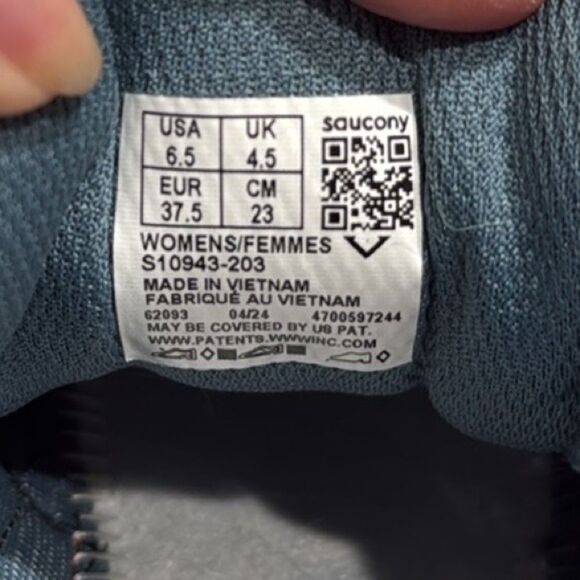 saucony
USA UK
6.5 4.5
EUR CM
37.5 23
WOMENS/FEMMES
S10943-203
MADE IN VIETNAM
FABRIQUÉ AU VIETNAM
62093 04/24 4700597244
MAY BE COVERED BY US PAT.
WWW.PATENTS.WWWINC.COM